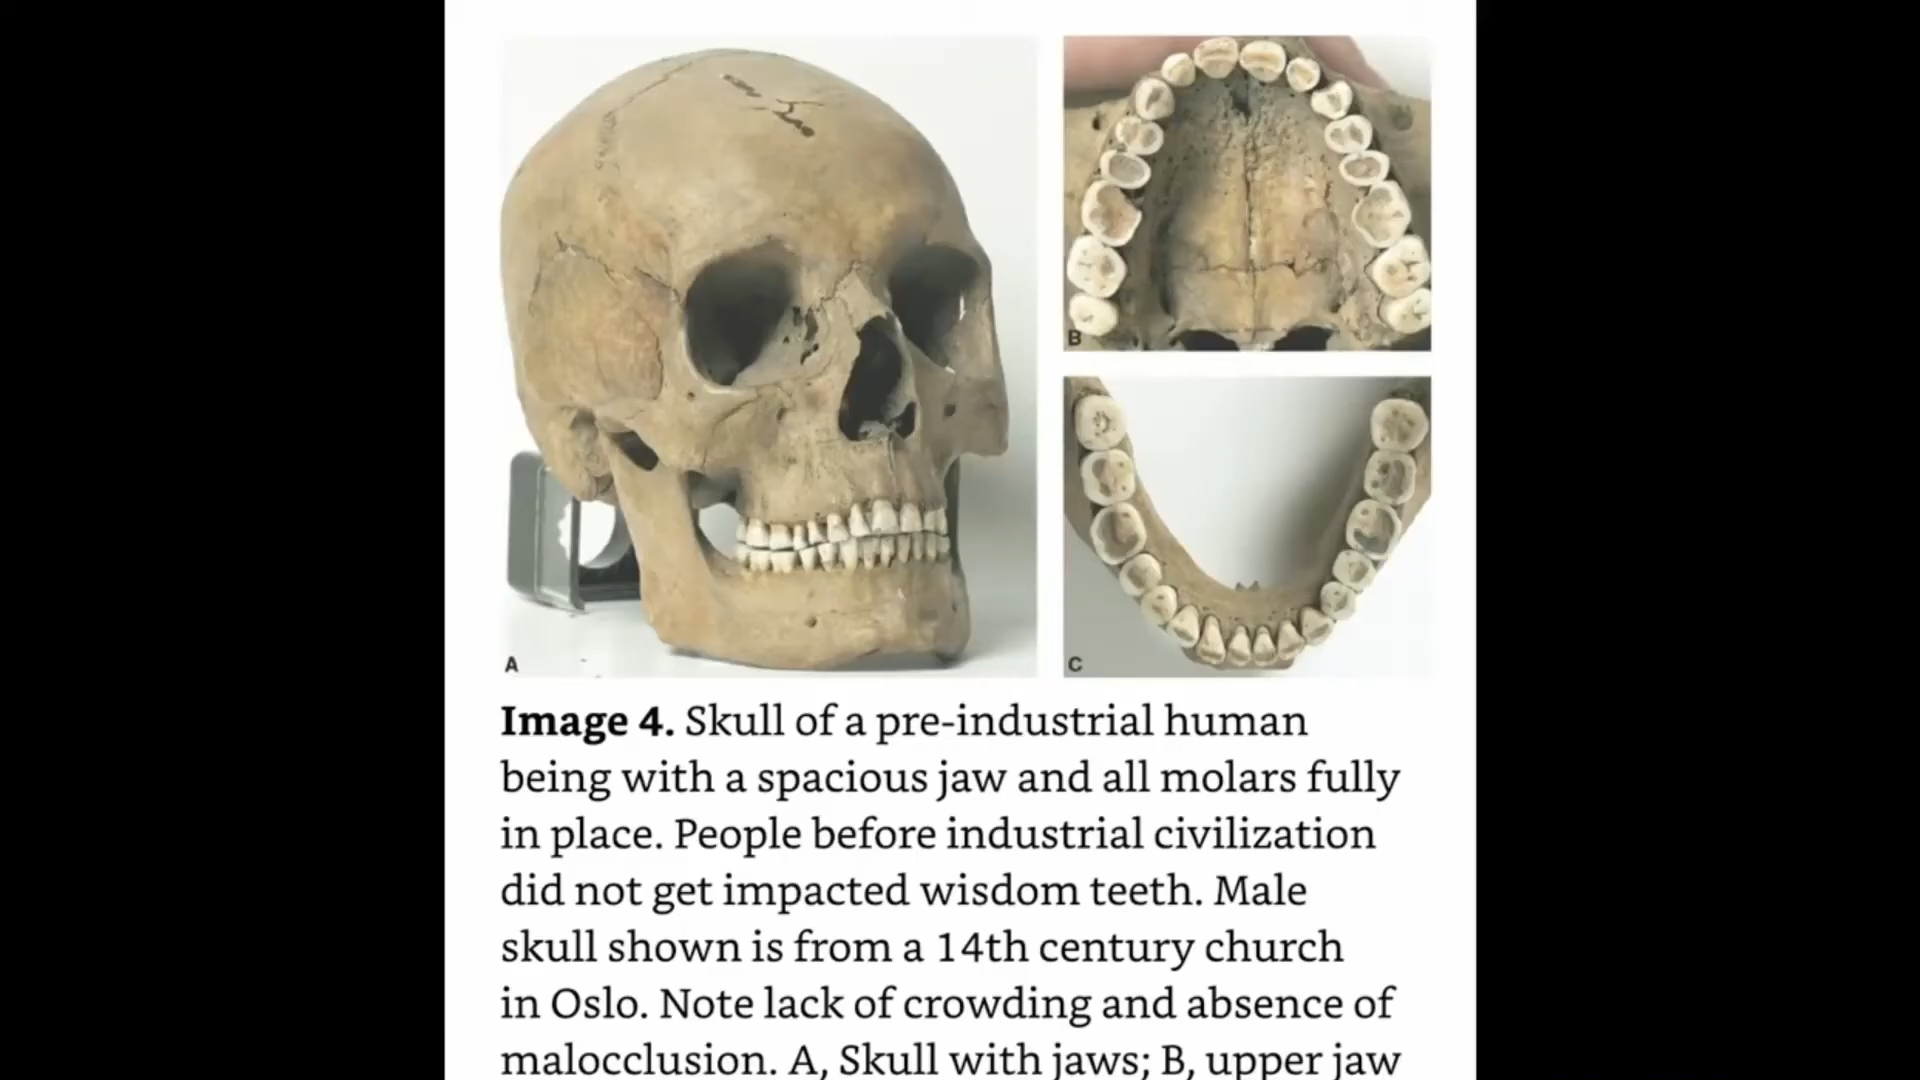 A
B
C
Image 4. Skull of a pre-industrial human
being with a spacious jaw and all molars fully
in place. People before industrial civilization
did not get impacted wisdom teeth. Male
skull shown is from a 14th century church
in Oslo. Note lack of crowding and absence of
malocclusion. A, Skull with jaws; B, upper jaw